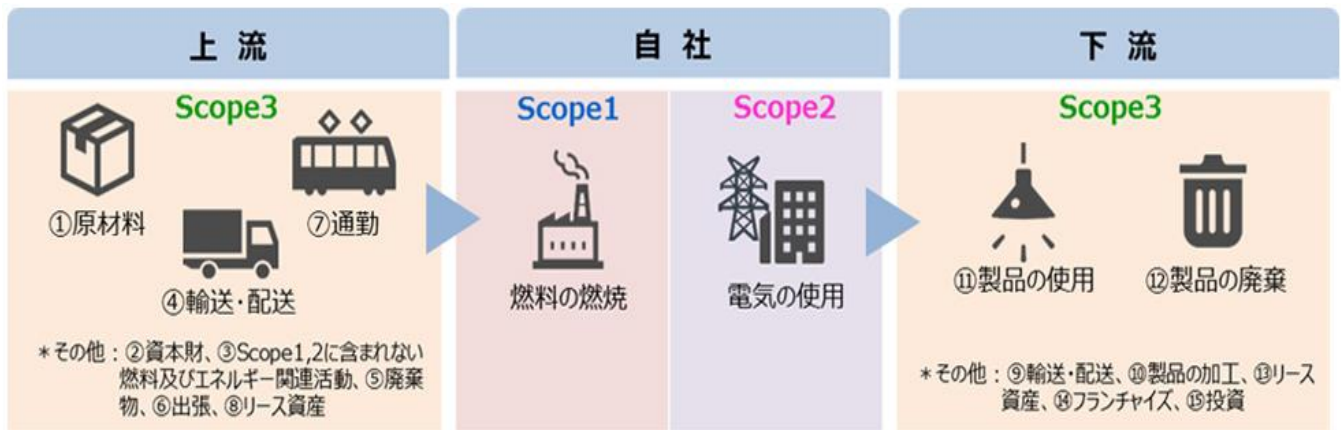 上 流
Scope3
①原材料
⑦通勤
④輸送・配送
＊その他：②資本財、③Scope1,2に含まれない
燃料及びエネルギー関連活動、⑤廃棄
物、⑥出張、⑧リース資産
自 社
Scope1
燃料の燃焼
Scope2
電気の使用
下 流
Scope3
⑪製品の使用
⑫製品の廃棄
＊その他：⑨輸送・配送、⑩製品の加工、⑬リース
資産、⑭フランチャイズ、⑮投資